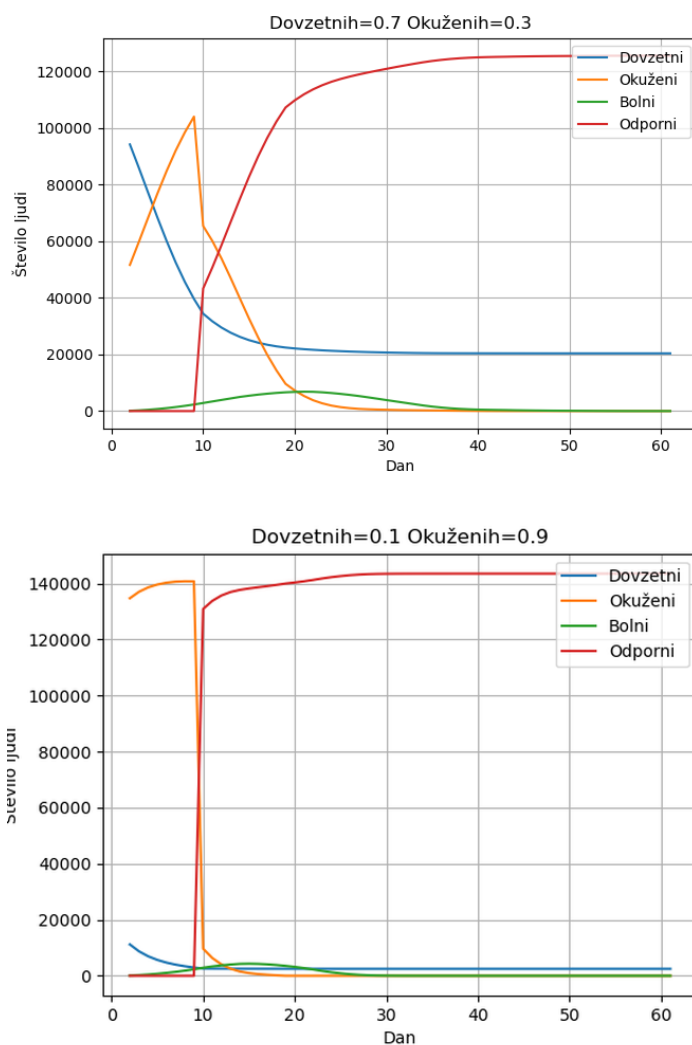 Dovzetnih=0.7 Okuženih=0.3
Število ljudi
120000
100000
80000
60000
40000
20000
0
Dovzetni
Okuženi
Bolni
Odporni
0 10 20 30 40 50 60
Dan
Dovzetnih=0.1 Okuženih=0.9
Število ljudi
140000
120000
100000
80000
60000
40000
20000
0
Dovzetni
Okuženi
Bolni
Odporni
0 10 20 30 40 50 60
Dan